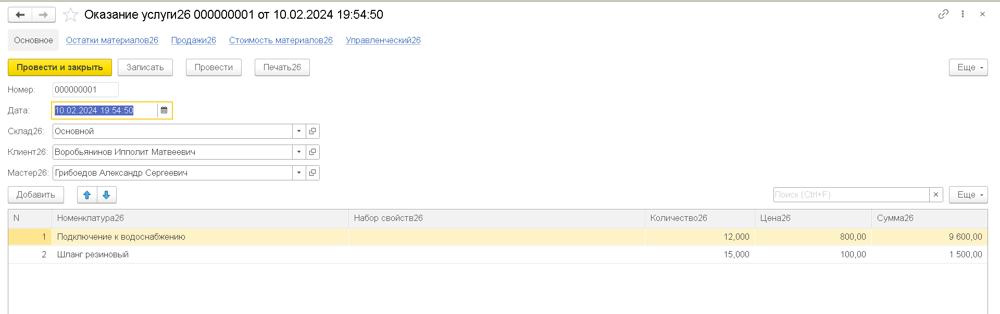 Оказание услуги26 000000001 от 10.02.2024 19:54:50
Основное Остатки материалов26 Продажи26 Стоимость материалов26 Управленческий26
Провести и закрыть Записать Провести Печать26 Еще
Номер: 000000001
Дата: 10.02.2024 19:54:50
Склад26: Основной
Клиент26: Воробьянинов Ипполит Матвеевич
Мастер26: Грибоедов Александр Сергеевич
Добавить Поиск (Ctrl+F) × Еще
N Номенклатура26 Набор свойств26 Количество26 Цена26 Сумма26
1 Подключение к водоснабжению 12,000 800,00 9 600,00
2 Шланг резиновый 15,000 100,00 1 500,00